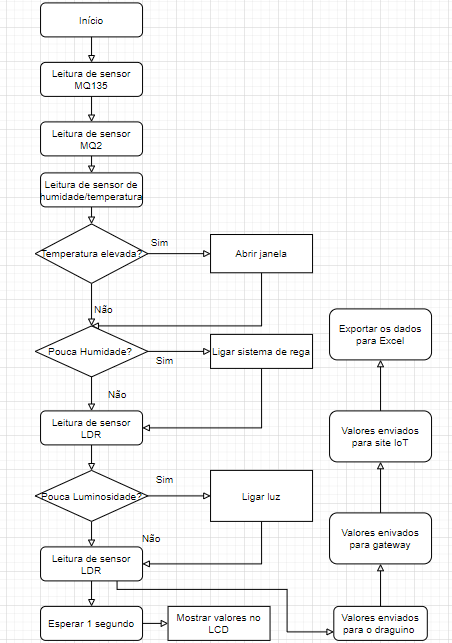 Início
Leitura de sensor
MQ135
Leitura de sensor
MQ2
Leitura de sensor de
humidade/temperatura
Temperatura elevada?
Sim
Abrir janela
Não
Pouca Humidade?
Sim
Ligar sistema de rega
Não
Leitura de sensor
LDR
Pouca Luminosidade?
Sim
Ligar luz
Não
Leitura de sensor
LDR
Esperar 1 segundo
Mostrar valores no
LCD
Valores enviados
para o draguino
Valores enivados
para gateway
Valores enviados
para site IoT
Exportar os dados
para Excel